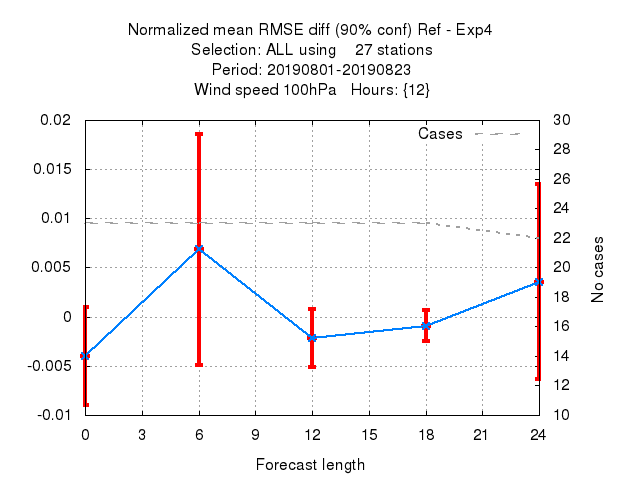 Normalized mean RMSE diff (90% conf) Ref - Exp4
Selection: ALL using 27 stations
Period: 20190801-20190823
Wind speed 100hPa Hours: {12}
Cases
0.02
0.015
0.01
0.005
0
-0.005
-0.01
30
28
26
24
22
20
18
16
14
12
10
No cases
0 3 6 9 12 15 18 21 24
Forecast length